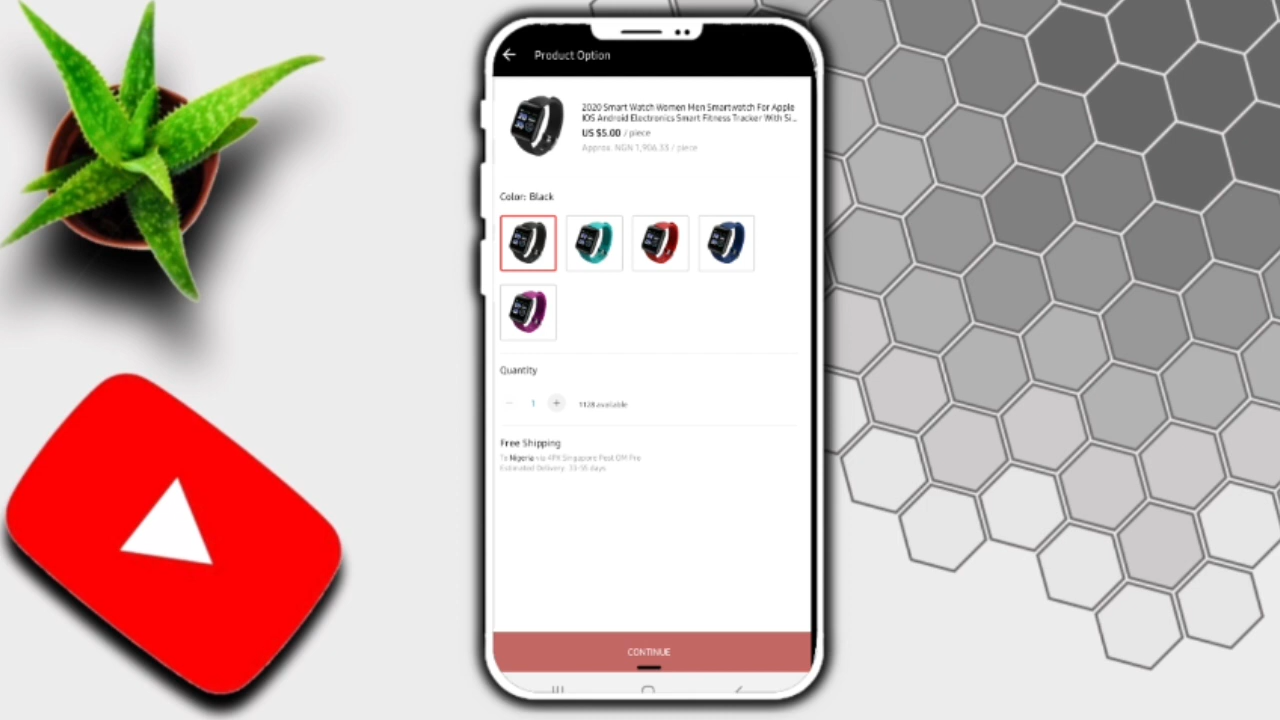 Product Option
2020 Smart Watch Women Men Smartwatch For Apple
IOS Android Electronics Smart Fitness Tracker With Si...
US $5.00 / piece
Approx. NGN 1,906.33 / piece
Color: Black
Quantity
1
1128 available
Free Shipping
To Nigeria via 4PX Singapore Post OM Pro
Estimated Delivery: 33-55 days
CONTINUE